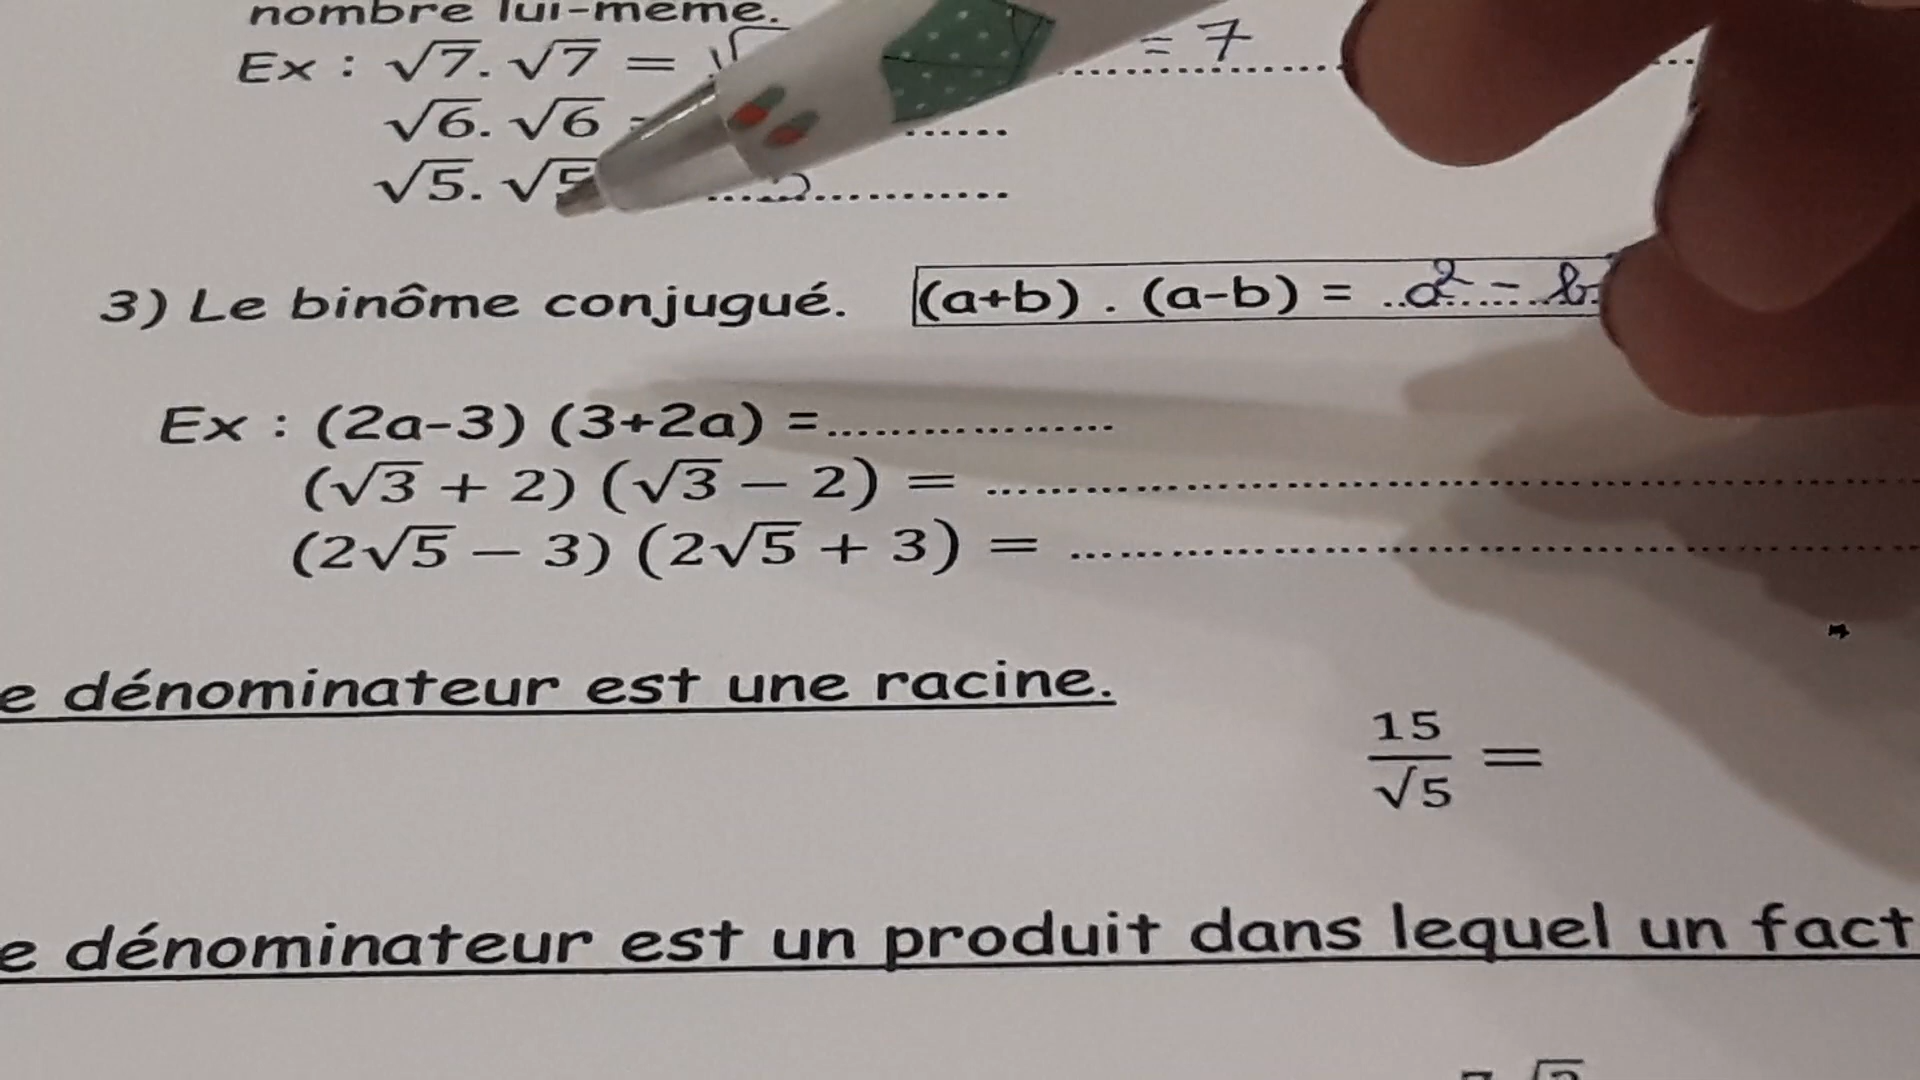 nombre lui-même.
Ex : √7. √7 = √ = 7
√6. √6 = ......
√5. √5 ....5............
3) Le binôme conjugué. (a+b) . (a-b) = a² - b
Ex : (2a-3) (3+2a) =..................
(√3 + 2) (√3 − 2) = ..................
(2√5 − 3) (2√5 + 3) = ..................
e dénominateur est une racine.
15/√5 =
e dénominateur est un produit dans lequel un fact